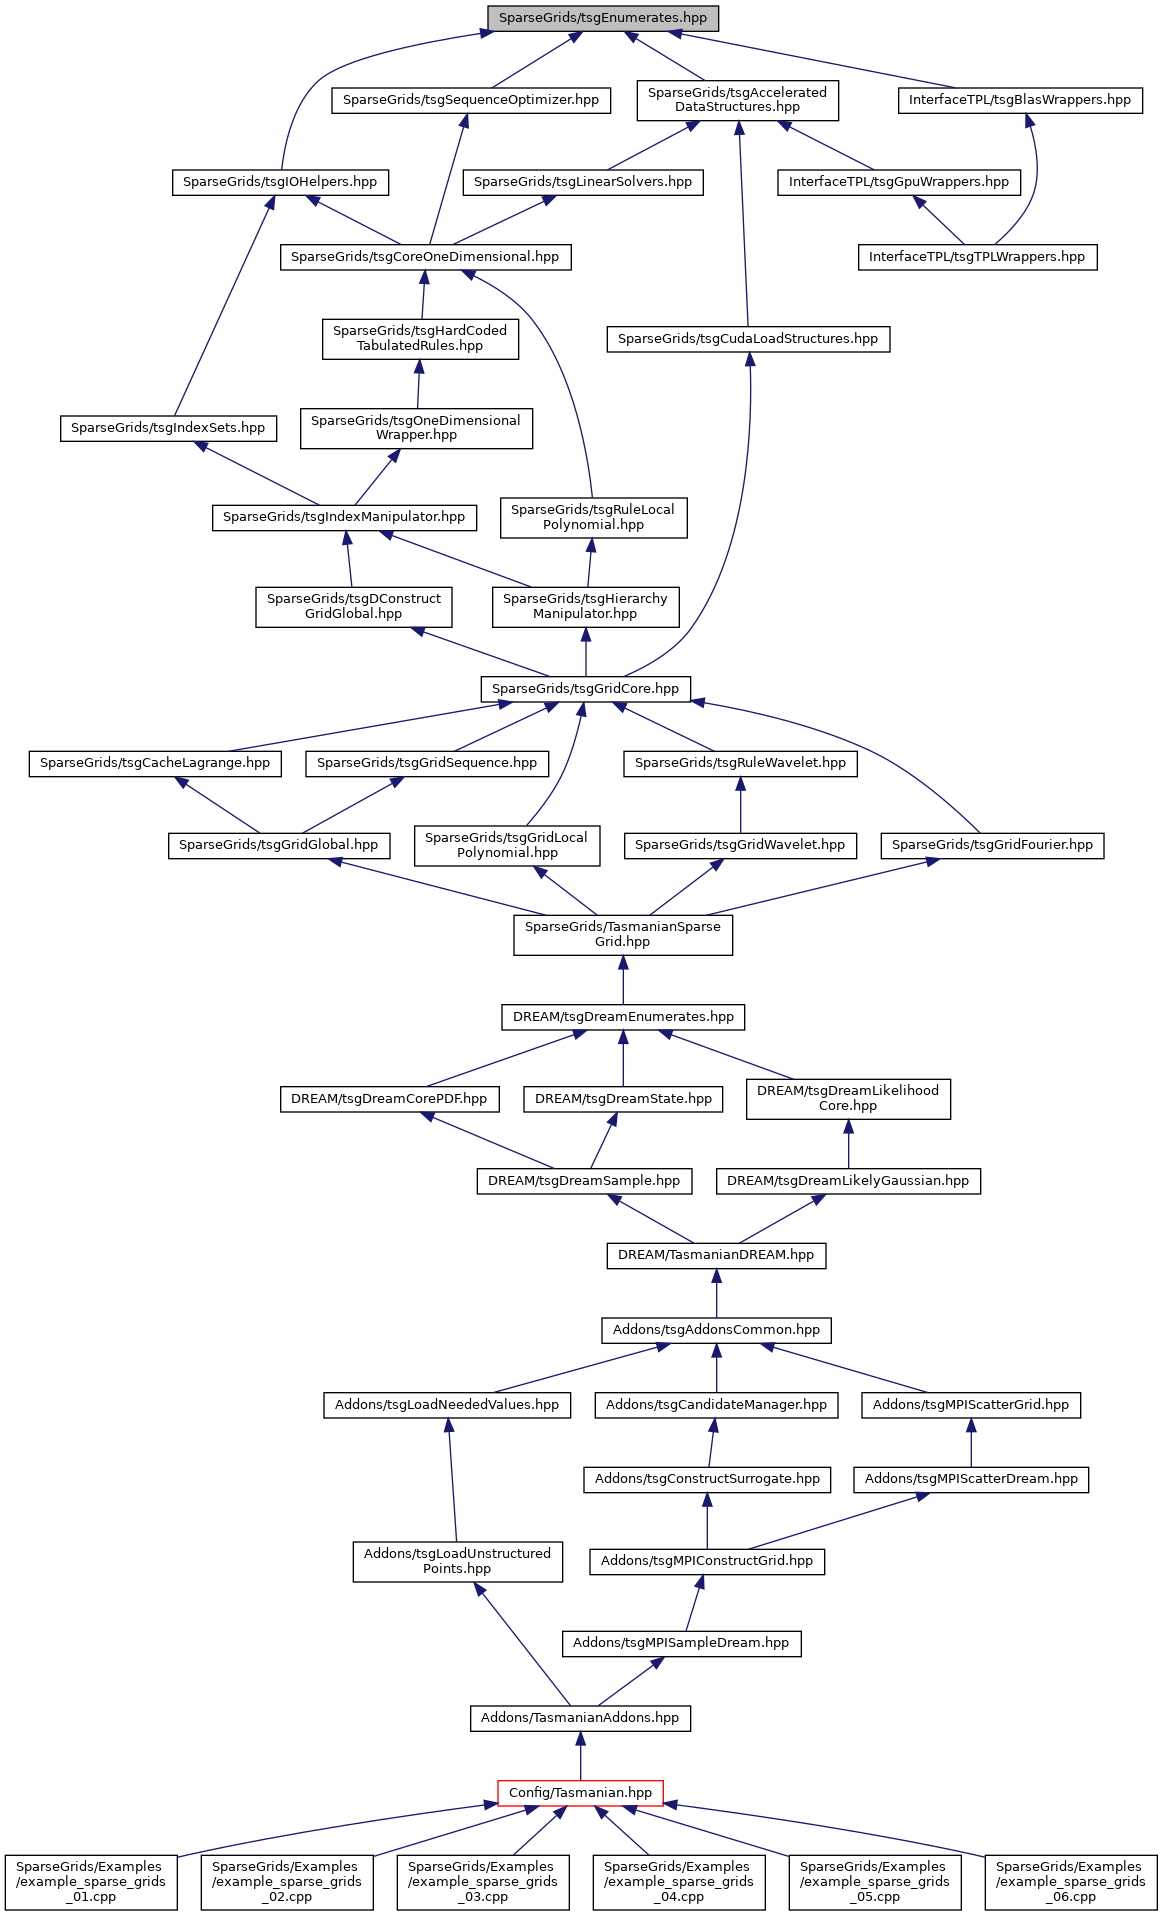 SparseGrids/tsgEnumerates.hpp
SparseGrids/tsgSequenceOptimizer.hpp
SparseGrids/tsgAccelerated
DataStructures.hpp
InterfaceTPL/tsgBlasWrappers.hpp
SparseGrids/tsgIOHelpers.hpp
SparseGrids/tsgLinearSolvers.hpp
InterfaceTPL/tsgGpuWrappers.hpp
SparseGrids/tsgCoreOneDimensional.hpp
InterfaceTPL/tsgTPLWrappers.hpp
SparseGrids/tsgHardCoded
TabulatedRules.hpp
SparseGrids/tsgCudaLoadStructures.hpp
SparseGrids/tsgIndexSets.hpp
SparseGrids/tsgOneDimensional
Wrapper.hpp
SparseGrids/tsgIndexManipulator.hpp
SparseGrids/tsgRuleLocal
Polynomial.hpp
SparseGrids/tsgDConstruct
GridGlobal.hpp
SparseGrids/tsgHierarchy
Manipulator.hpp
SparseGrids/tsgGridCore.hpp
SparseGrids/tsgCacheLagrange.hpp
SparseGrids/tsgGridSequence.hpp
SparseGrids/tsgRuleWavelet.hpp
SparseGrids/tsgGridGlobal.hpp
SparseGrids/tsgGridLocal
Polynomial.hpp
SparseGrids/tsgGridWavelet.hpp
SparseGrids/tsgGridFourier.hpp
SparseGrids/TasmanianSparse
Grid.hpp
DREAM/tsgDreamEnumerates.hpp
DREAM/tsgDreamCorePDF.hpp
DREAM/tsgDreamState.hpp
DREAM/tsgDreamLikelihood
Core.hpp
DREAM/tsgDreamSample.hpp
DREAM/tsgDreamLikelyGaussian.hpp
DREAM/TasmanianDREAM.hpp
Addons/tsgAddonsCommon.hpp
Addons/tsgLoadNeededValues.hpp
Addons/tsgCandidateManager.hpp
Addons/tsgMPIScatterGrid.hpp
Addons/tsgConstructSurrogate.hpp
Addons/tsgMPIScatterDream.hpp
Addons/tsgLoadUnstructured
Points.hpp
Addons/tsgMPIConstructGrid.hpp
Addons/tsgMPISampleDream.hpp
Addons/TasmanianAddons.hpp
Config/Tasmanian.hpp
SparseGrids/Examples
/example_sparse_grids
_01.cpp
SparseGrids/Examples
/example_sparse_grids
_02.cpp
SparseGrids/Examples
/example_sparse_grids
_03.cpp
SparseGrids/Examples
/example_sparse_grids
_04.cpp
SparseGrids/Examples
/example_sparse_grids
_05.cpp
SparseGrids/Examples
/example_sparse_grids
_06.cpp